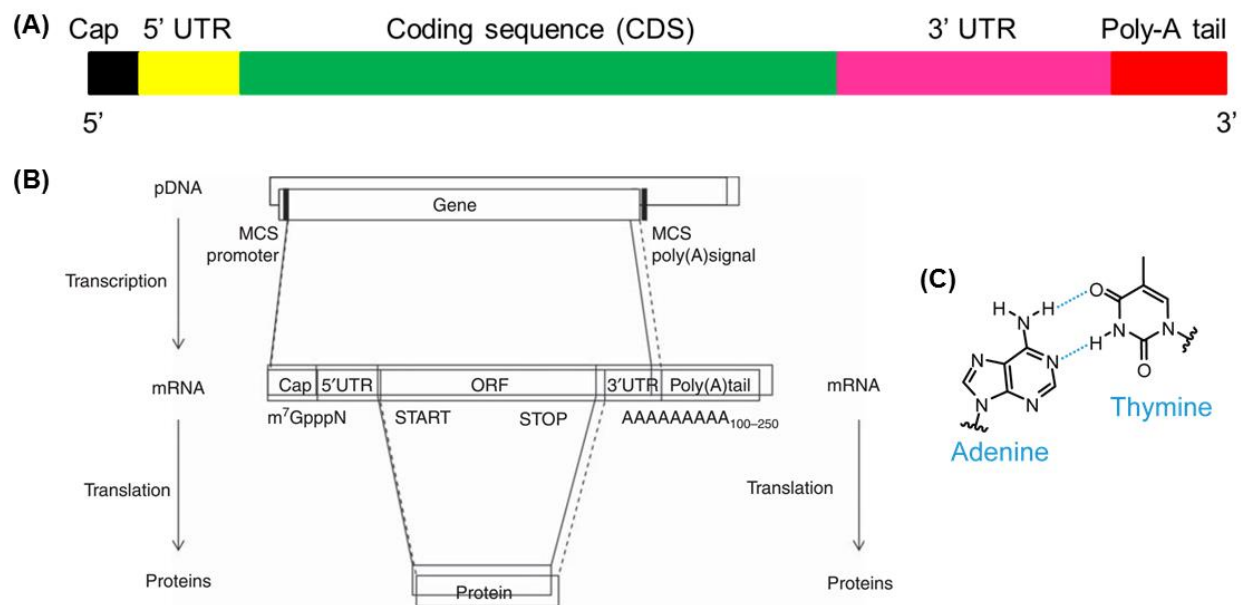 (A) Cap 5’ UTR Coding sequence (CDS) 3’ UTR Poly-A tail
5’ 3’
(B)
pDNA
Gene
MCS promoter
MCS poly(A)signal
Transcription
mRNA
Cap 5′UTR ORF 3′UTR Poly(A)tail
mRNA
m⁷GpppN START STOP AAAAAAAAA₁₀₀₋₂₅₀
Translation
Translation
Proteins
Protein
Proteins
(C)
H H O
N
H N N
N N
O
N N
Thymine
Adenine